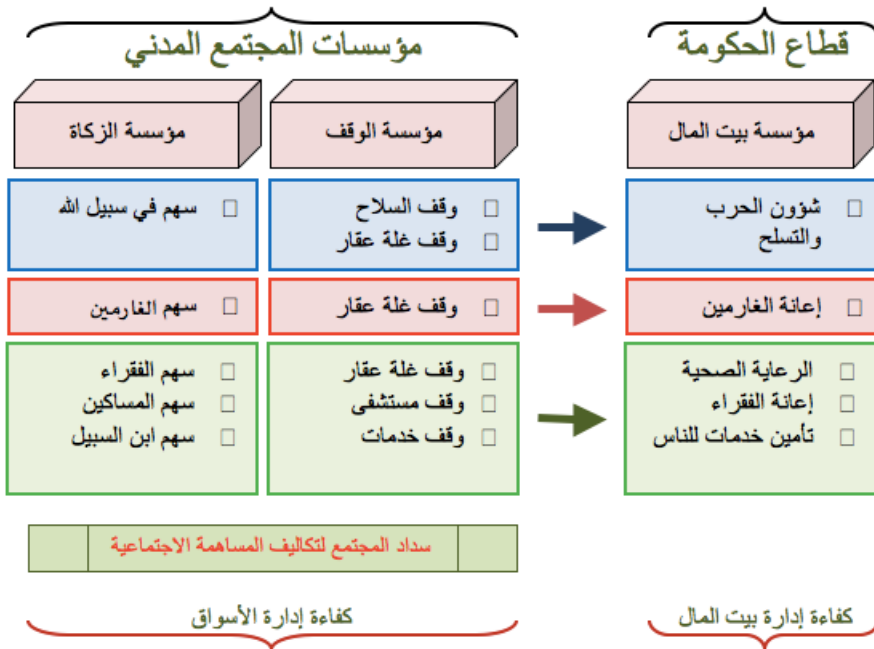 قطاع الحكومة
مؤسسات المجتمع المدني
مؤسسة بيت المال
مؤسسة الوقف
مؤسسة الزكاة
شؤون الحرب
والتسلح
وقف السلاح
وقف غلة عقار
سهم في سبيل الله
إعانة الغارمين
وقف غلة عقار
سهم الغارمين
الرعاية الصحية
إعانة الفقراء
تأمين خدمات للناس
وقف غلة عقار
وقف مستشفى
وقف خدمات
سهم الفقراء
سهم المساكين
سهم ابن السبيل
سداد المجتمع لتكاليف المساهمة الاجتماعية
كفاءة إدارة بيت المال
كفاءة إدارة الأسواق